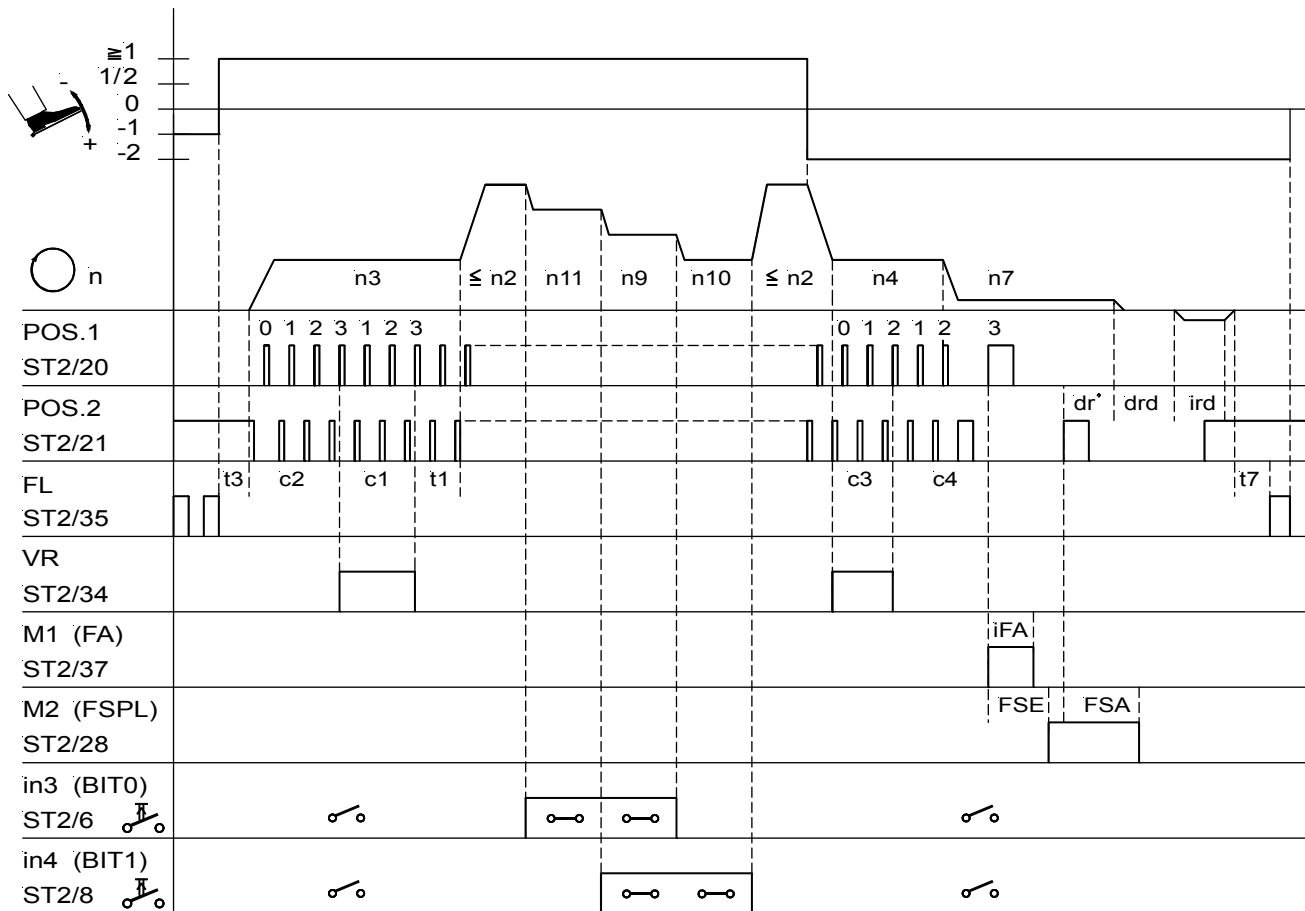 ≧1
1/2
0
-1
-2
-
+
n
n3
≦ n2
n11
n9
n10
≦ n2
n4
n7
POS.1
0 1 2 3 1 2 3
0 1 2 1 2 3
ST2/20
POS.2
dr* drd ird
ST2/21
FL
t3 c2 c1 t1 c3 c4 t7
ST2/35
VR
ST2/34
M1 (FA)
iFA
ST2/37
M2 (FSPL)
FSE FSA
ST2/28
in3 (BIT0)
ST2/6
in4 (BIT1)
ST2/8